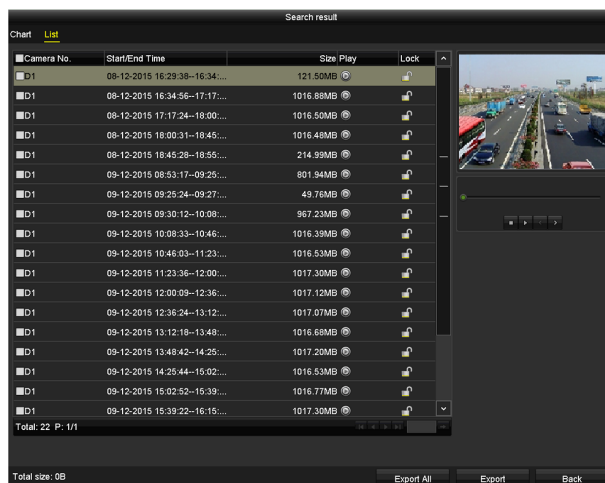 Search result
Chart List
Camera No. Start/End Time Size Play Lock
D1 08-12-2015 16:29:38--16:34:... 121.50MB
D1 08-12-2015 16:34:56--17:17:... 1016.88MB
D1 08-12-2015 17:17:24--18:00:... 1016.50MB
D1 08-12-2015 18:00:31--18:45:... 1016.48MB
D1 08-12-2015 18:45:28--18:55:... 214.99MB
D1 09-12-2015 08:53:17--09:25:... 801.94MB
D1 09-12-2015 09:25:24--09:27:... 49.76MB
D1 09-12-2015 09:30:12--10:08:... 967.23MB
D1 09-12-2015 10:08:33--10:46:... 1016.39MB
D1 09-12-2015 10:46:03--11:23:... 1016.53MB
D1 09-12-2015 11:23:36--12:00:... 1017.30MB
D1 09-12-2015 12:00:09--12:36:... 1017.12MB
D1 09-12-2015 12:36:24--13:12:... 1017.07MB
D1 09-12-2015 13:12:18--13:48:... 1016.68MB
D1 09-12-2015 13:48:42--14:25:... 1017.20MB
D1 09-12-2015 14:25:44--15:02:... 1016.53MB
D1 09-12-2015 15:02:52--15:39:... 1016.77MB
D1 09-12-2015 15:39:22--16:15:... 1017.30MB
Total: 22 P: 1/1
Total size: 0B Export All Export Back